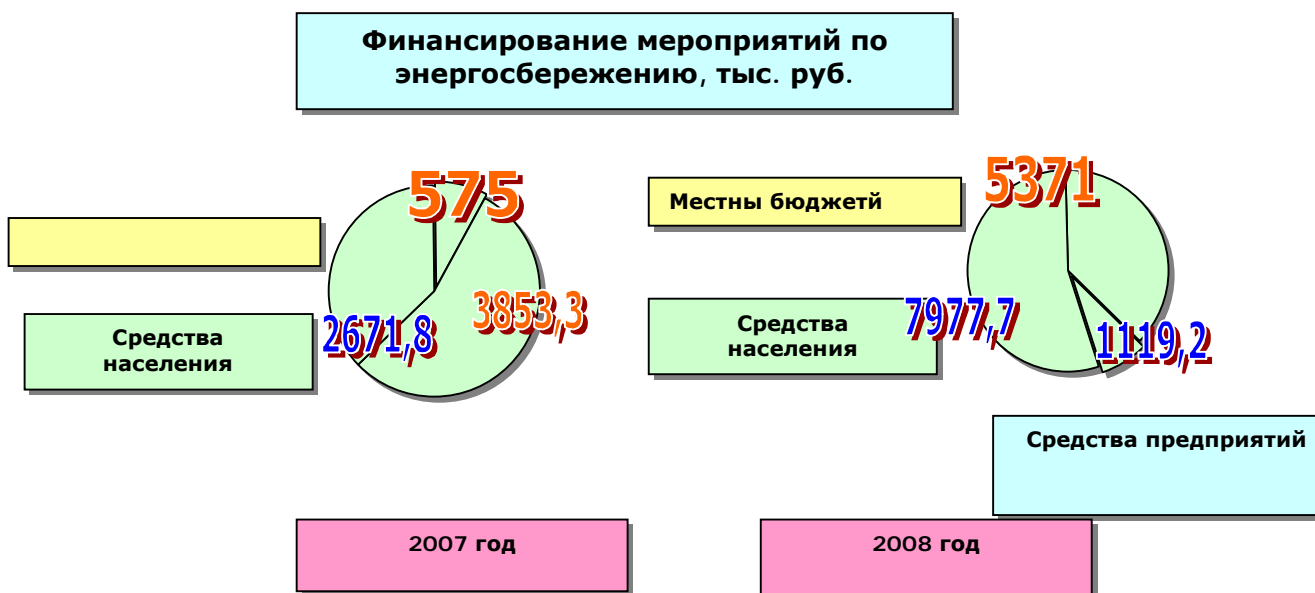 Финансирование мероприятий по
энергосбережению, тыс. руб.
575
3853,3
2671,8
Средства
населения
2007 год
5371
Местны бюджетй
7977,7
Средства
населения
1119,2
Средства предприятий
2008 год